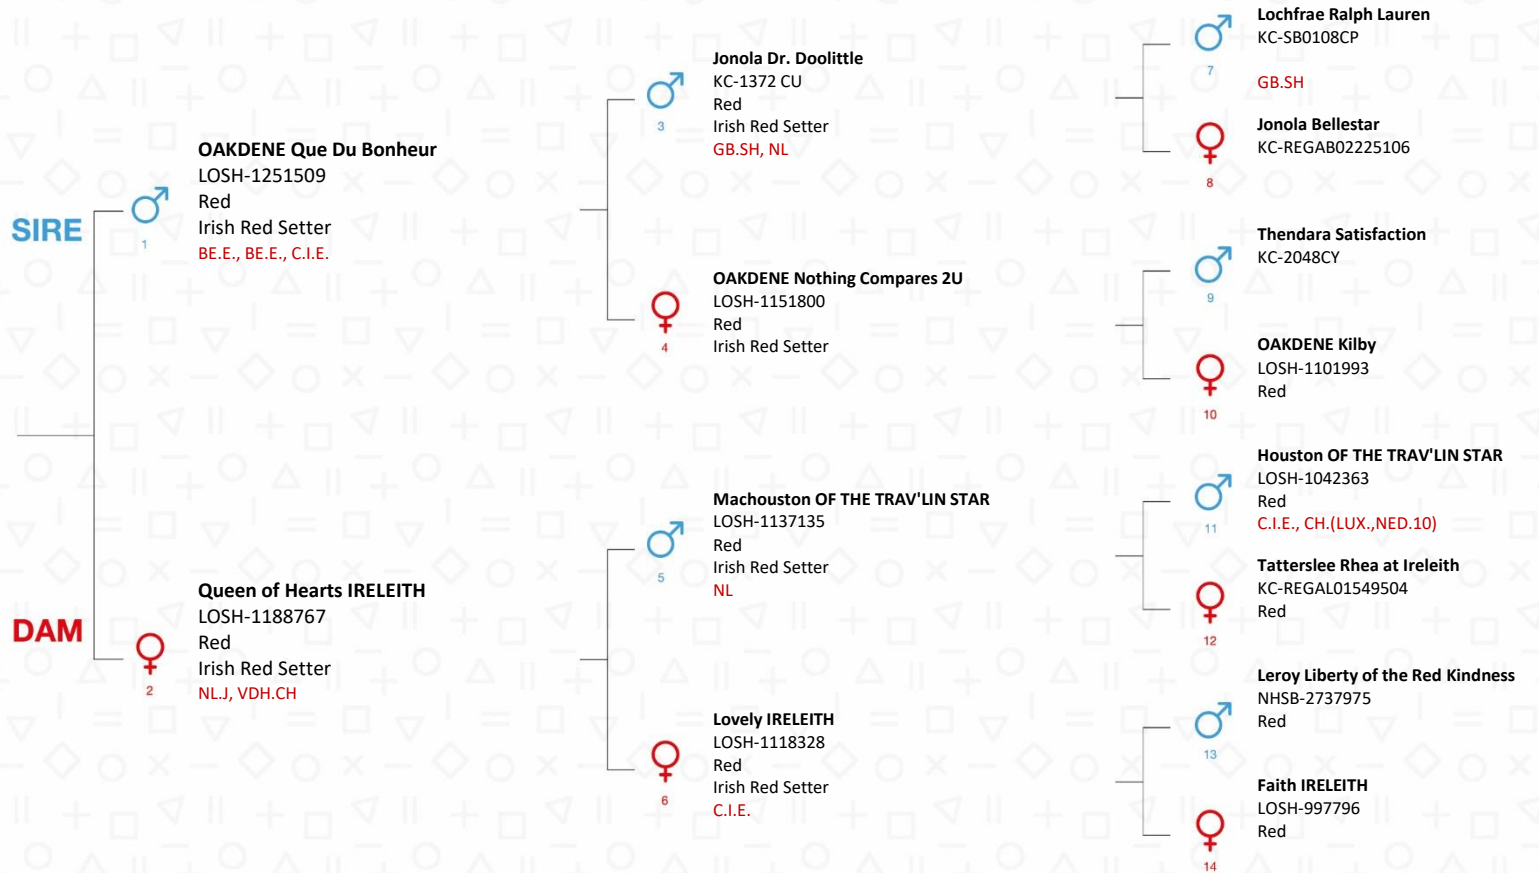 SIRE
1
OAKDENE Que Du Bonheur
LOSH-1251509
Red
Irish Red Setter
BE.E., BE.E., C.I.E.
DAM
2
Queen of Hearts IRELEITH
LOSH-1188767
Red
Irish Red Setter
NL.J, VDH.CH
3
Jonola Dr. Doolittle
KC-1372 CU
Red
Irish Red Setter
GB.SH, NL
4
OAKDENE Nothing Compares 2U
LOSH-1151800
Red
Irish Red Setter
5
Machouston OF THE TRAV'LIN STAR
LOSH-1137135
Red
Irish Red Setter
NL
6
Lovely IRELEITH
LOSH-1118328
Red
Irish Red Setter
C.I.E.
7
Lochfrae Ralph Lauren
KC-SB0108CP
GB.SH
8
Jonola Bellestar
KC-REGAB02225106
9
Thendara Satisfaction
KC-2048CY
10
OAKDENE Kilby
LOSH-1101993
Red
11
Houston OF THE TRAV'LIN STAR
LOSH-1042363
Red
C.I.E., CH.(LUX.,NED.10)
12
Tatterslee Rhea at Ireleith
KC-REGAL01549504
Red
13
Leroy Liberty of the Red Kindness
NHSB-2737975
Red
14
Faith IRELEITH
LOSH-997796
Red